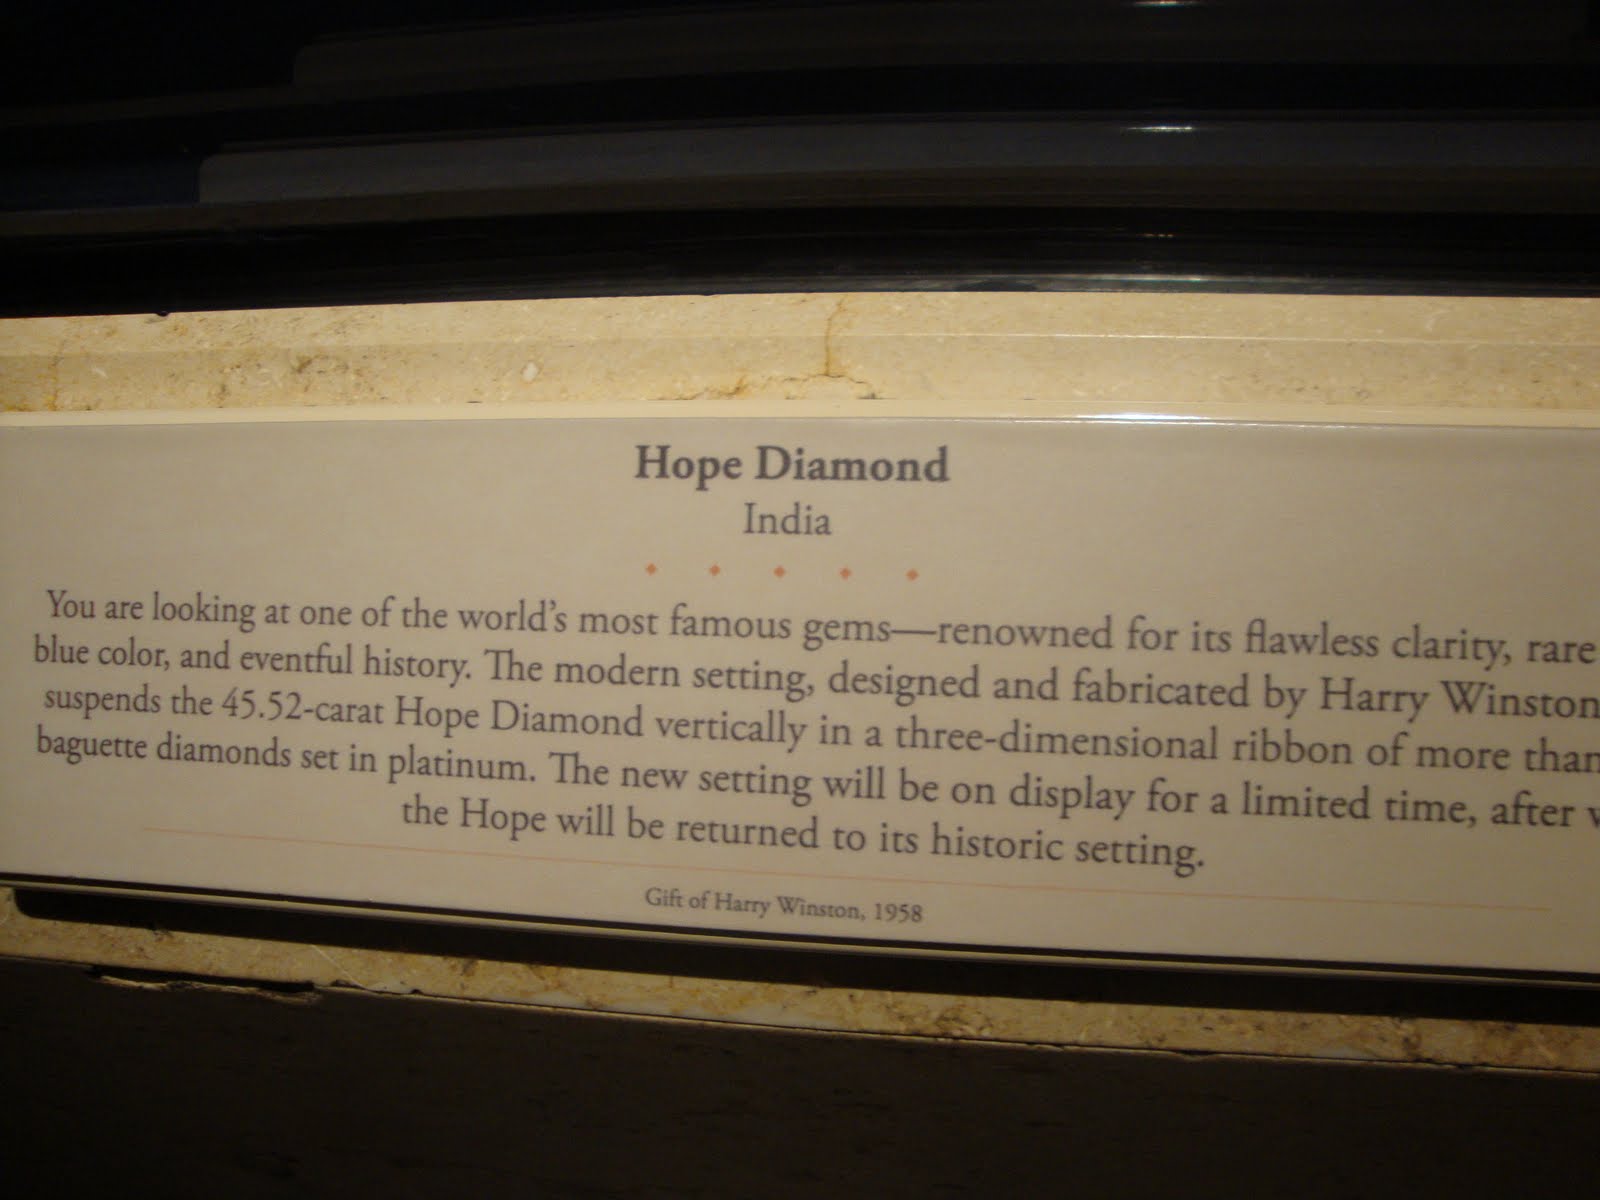 Hope Diamond
India
You are looking at one of the world's most famous gems—renowned for its flawless clarity, rare
blue color, and eventful history. The modern setting, designed and fabricated by Harry Winston
suspends the 45.52-carat Hope Diamond vertically in a three-dimensional ribbon of more than
baguette diamonds set in platinum. The new setting will be on display for a limited time, after
the Hope will be returned to its historic setting.
Gift of Harry Winston, 1958